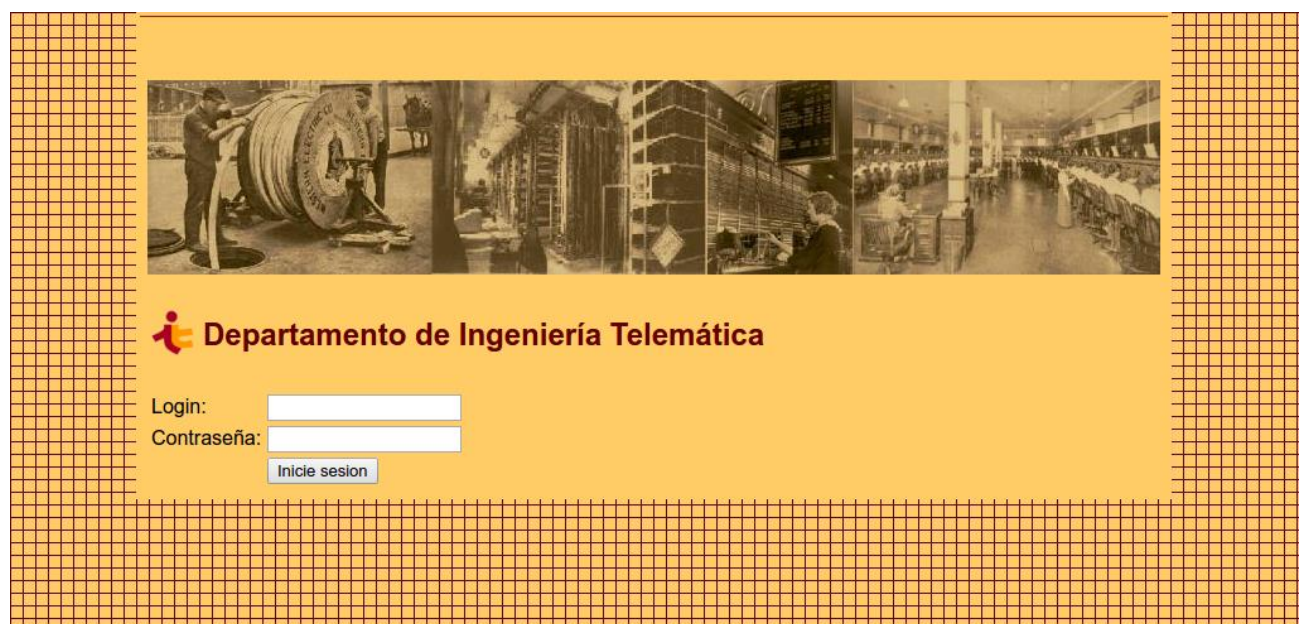 Departamento de Ingeniería Telemática
Login:
Contraseña:
Inicie sesion